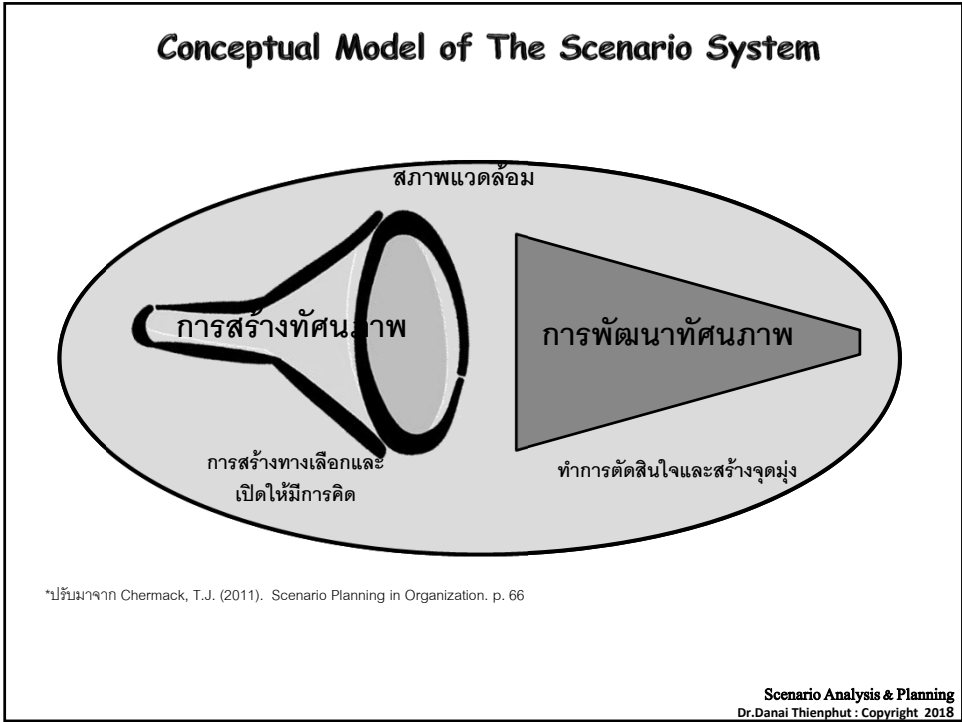 Conceptual Model of The Scenario System
สภาพแวดล้อม
การสร้างทัศนภาพ
การพัฒนาทัศนภาพ
การสร้างทางเลือกและ
เปิดให้มีการคิด
ทำการตัดสินใจและสร้างจุดมุ่ง
*ปรับมาจาก Chermack, T.J. (2011). Scenario Planning in Organization. p. 66
Scenario Analysis & Planning
Dr.Danai Thienphut : Copyright 2018